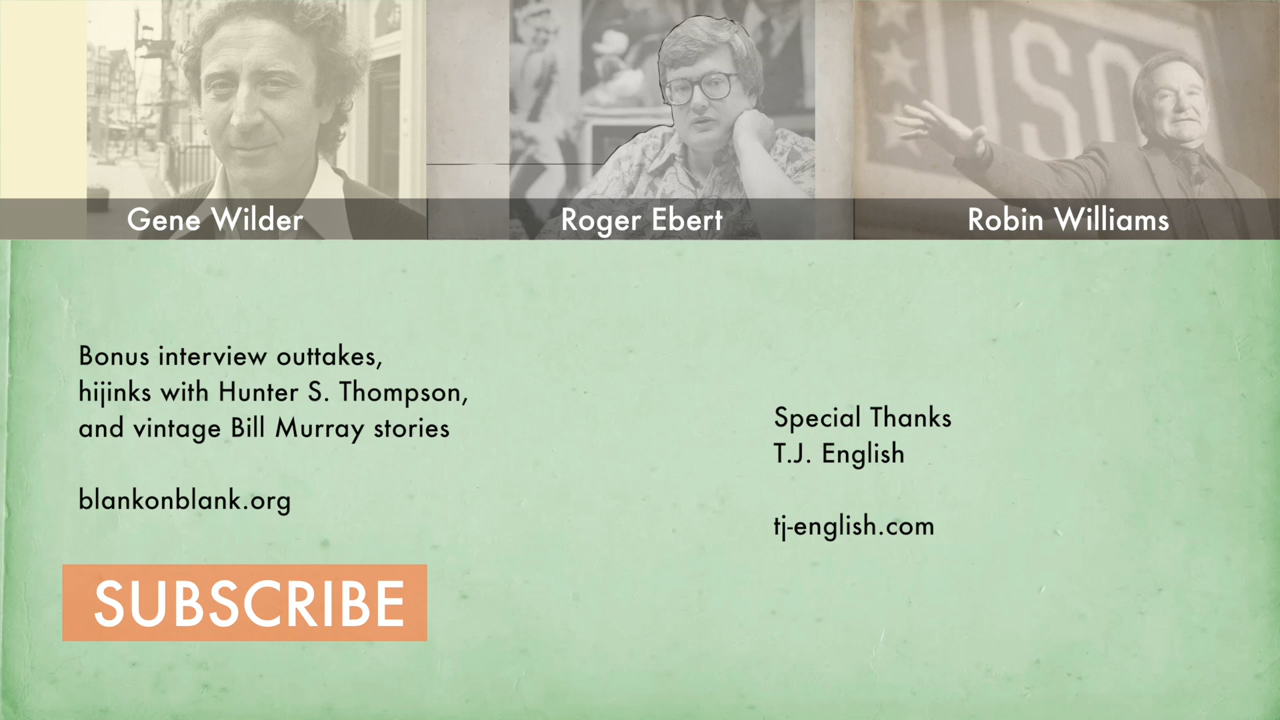 Gene Wilder
Roger Ebert
Robin Williams
USO
Bonus interview outtakes,
hijinks with Hunter S. Thompson,
and vintage Bill Murray stories
blankonblank.org
SUBSCRIBE
Special Thanks
T.J. English
tj-english.com